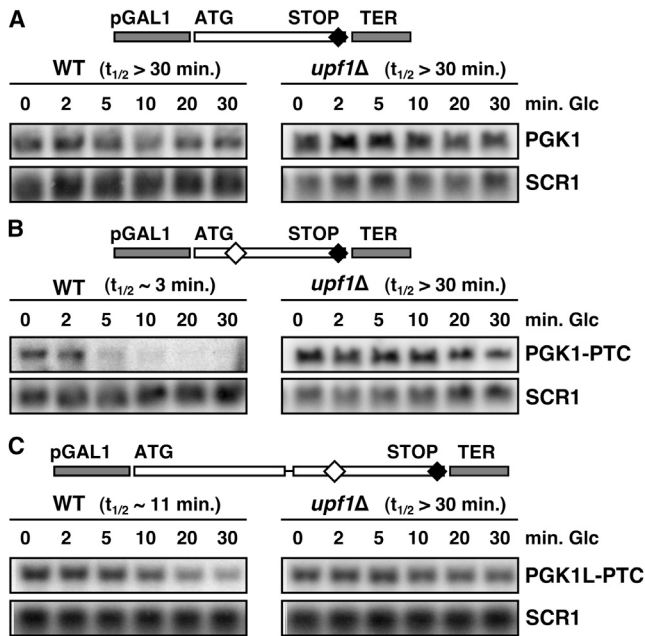 A
pGAL1 ATG STOP TER
WT (t1/2 > 30 min.) upf1Δ (t1/2 > 30 min.)
0 2 5 10 20 30 0 2 5 10 20 30 min. Glc
PGK1
SCR1
B
pGAL1 ATG STOP TER
WT (t1/2 ~ 3 min.) upf1Δ (t1/2 > 30 min.)
0 2 5 10 20 30 0 2 5 10 20 30 min. Glc
PGK1-PTC
SCR1
C
pGAL1 ATG STOP TER
WT (t1/2 ~ 11 min.) upf1Δ (t1/2 > 30 min.)
0 2 5 10 20 30 0 2 5 10 20 30 min. Glc
PGK1L-PTC
SCR1